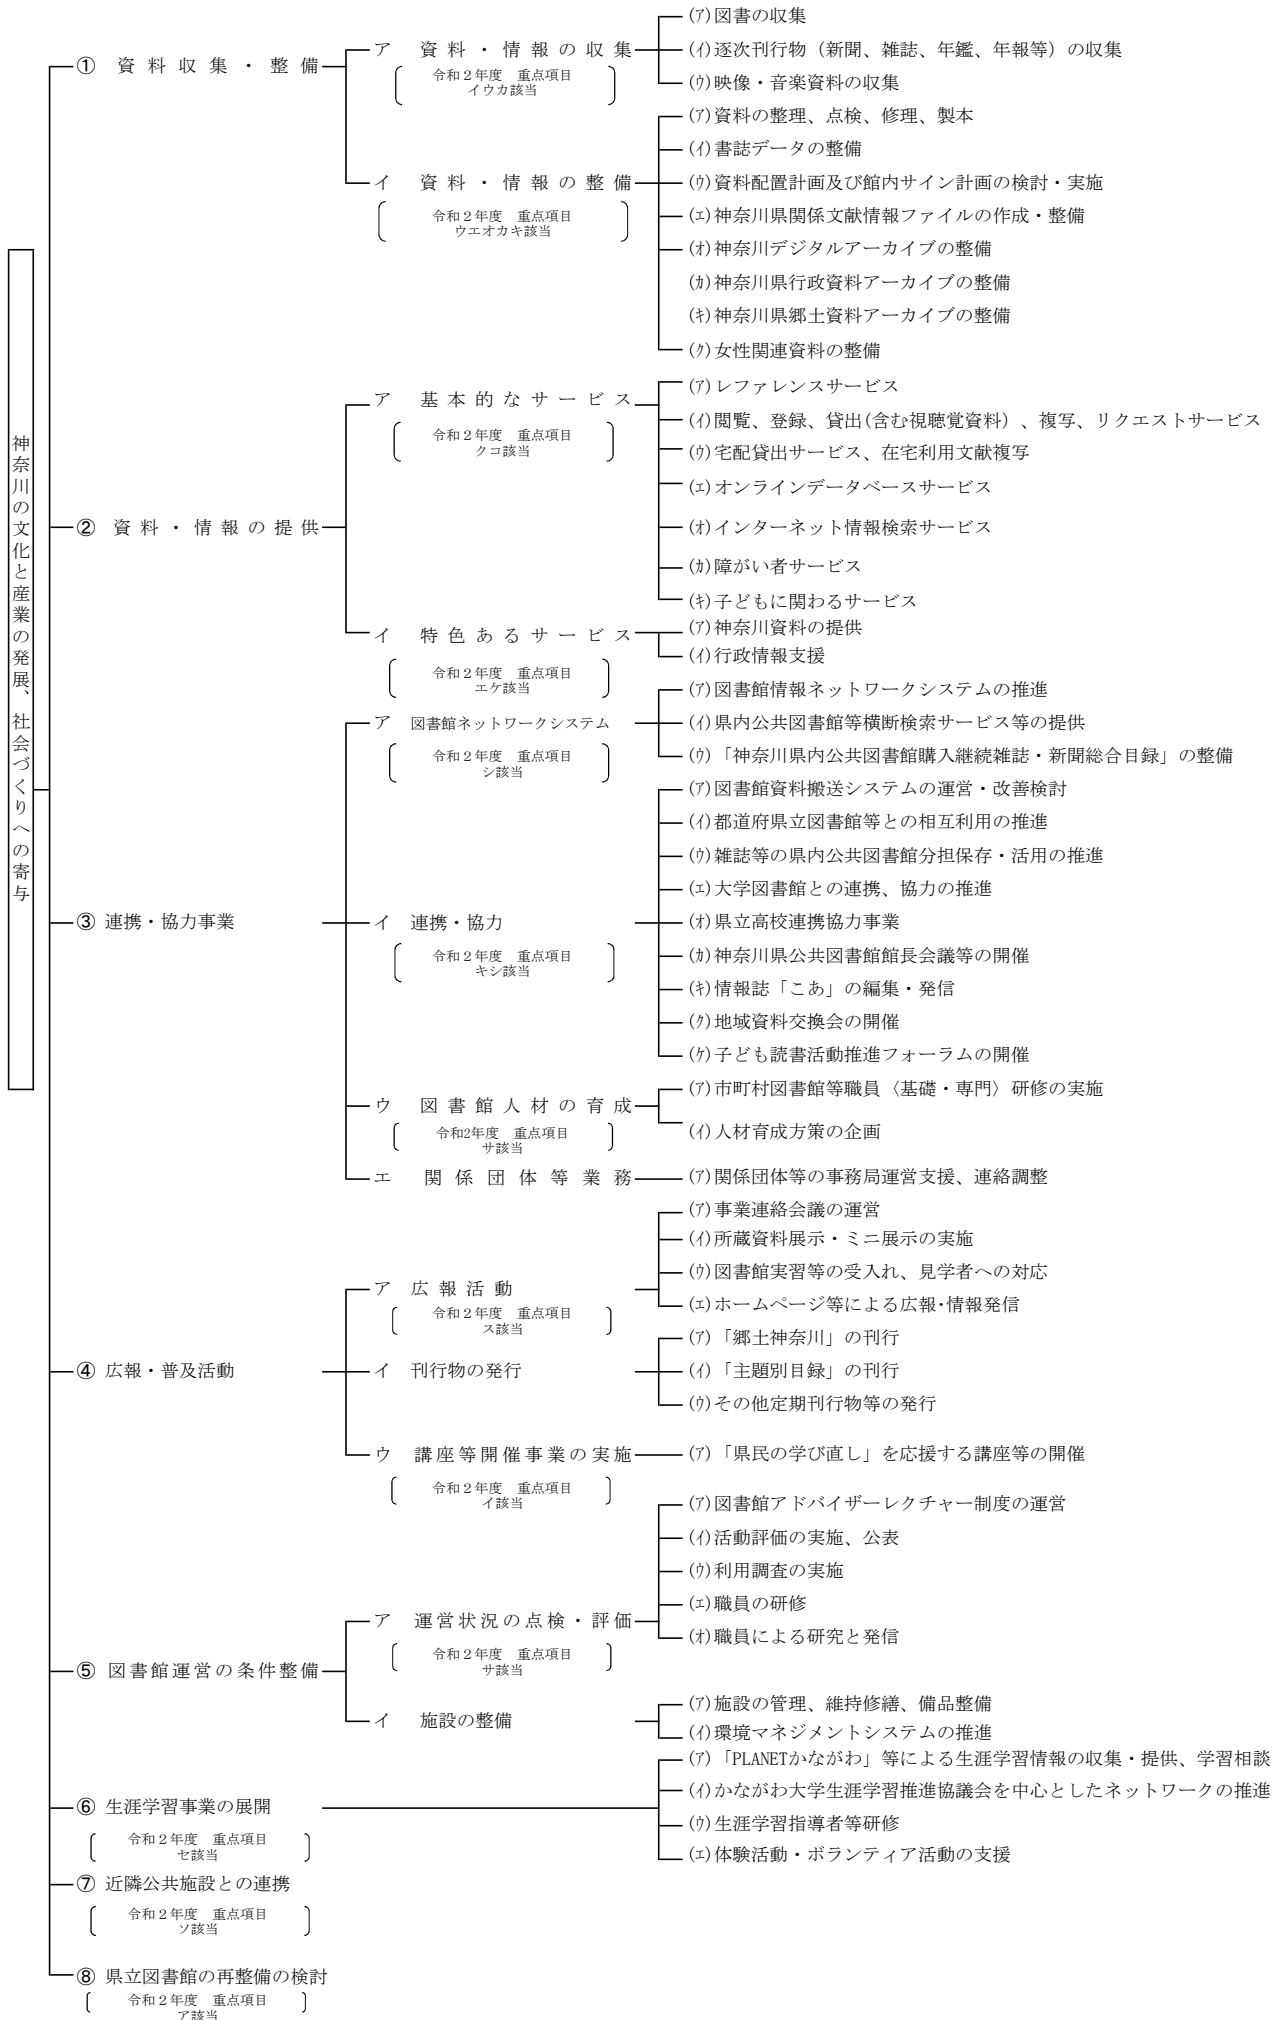 神奈川の文化と産業の発展、社会づくりへの寄与
① 資料収集・整備
ア 資料・情報の収集
令和２年度 重点項目
イウカ該当
(ｱ)図書の収集
(ｲ)逐次刊行物（新聞、雑誌、年鑑、年報等）の収集
(ｳ)映像・音楽資料の収集
イ 資料・情報の整備
令和２年度 重点項目
ウエオカキ該当
(ｱ)資料の整理、点検、修理、製本
(ｲ)書誌データの整備
(ｳ)資料配置計画及び館内サイン計画の検討・実施
(ｴ)神奈川県関係文献情報ファイルの作成・整備
(ｵ)神奈川デジタルアーカイブの整備
(ｶ)神奈川県行政資料アーカイブの整備
(ｷ)神奈川県郷土資料アーカイブの整備
(ｸ)女性関連資料の整備
② 資料・情報の提供
ア 基本的なサービス
令和２年度 重点項目
クコ該当
(ｱ)レファレンスサービス
(ｲ)閲覧、登録、貸出(含む視聴覚資料）、複写、リクエストサービス
(ｳ)宅配貸出サービス、在宅利用文献複写
(ｴ)オンラインデータベースサービス
(ｵ)インターネット情報検索サービス
(ｶ)障がい者サービス
(ｷ)子どもに関わるサービス
イ 特色あるサービス
令和２年度 重点項目
エケ該当
(ｱ)神奈川資料の提供
(ｲ)行政情報支援
③ 連携・協力事業
ア 図書館ネットワークシステム
令和２年度 重点項目
シ該当
(ｱ)図書館情報ネットワークシステムの推進
(ｲ)県内公共図書館等横断検索サービス等の提供
(ｳ)「神奈川県内公共図書館購入継続雑誌・新聞総合目録」の整備
イ 連携・協力
令和２年度 重点項目
キシ該当
(ｱ)図書館資料搬送システムの運営・改善検討
(ｲ)都道府県立図書館等との相互利用の推進
(ｳ)雑誌等の県内公共図書館分担保存・活用の推進
(ｴ)大学図書館との連携、協力の推進
(ｵ)県立高校連携協力事業
(ｶ)神奈川県公共図書館館長会議等の開催
(ｷ)情報誌「こあ」の編集・発信
(ｸ)地域資料交換会の開催
(ｹ)子ども読書活動推進フォーラムの開催
ウ 図書館人材の育成
令和2年度 重点項目
サ該当
(ｱ)市町村図書館等職員〈基礎・専門〉研修の実施
(ｲ)人材育成方策の企画
エ 関係団体等業務
(ｱ)関係団体等の事務局運営支援、連絡調整
④ 広報・普及活動
ア 広報活動
令和２年度 重点項目
ス該当
(ｱ)事業連絡会議の運営
(ｲ)所蔵資料展示・ミニ展示の実施
(ｳ)図書館実習等の受入れ、見学者への対応
(ｴ)ホームページ等による広報･情報発信
イ 刊行物の発行
(ｱ)「郷土神奈川」の刊行
(ｲ)「主題別目録」の刊行
(ｳ)その他定期刊行物等の発行
ウ 講座等開催事業の実施
令和２年度 重点項目
イ該当
(ｱ)「県民の学び直し」を応援する講座等の開催
⑤ 図書館運営の条件整備
ア 運営状況の点検・評価
令和２年度 重点項目
サ該当
(ｱ)図書館アドバイザーレクチャー制度の運営
(ｲ)活動評価の実施、公表
(ｳ)利用調査の実施
(ｴ)職員の研修
(ｵ)職員による研究と発信
イ 施設の整備
(ｱ)施設の管理、維持修繕、備品整備
(ｲ)環境マネジメントシステムの推進
⑥ 生涯学習事業の展開
令和２年度 重点項目
セ該当
(ｱ)「PLANETかながわ」等による生涯学習情報の収集・提供、学習相談
(ｲ)かながわ大学生涯学習推進協議会を中心としたネットワークの推進
(ｳ)生涯学習指導者等研修
(ｴ)体験活動・ボランティア活動の支援
⑦ 近隣公共施設との連携
令和２年度 重点項目
ソ該当
⑧ 県立図書館の再整備の検討
令和２年度 重点項目
ア該当